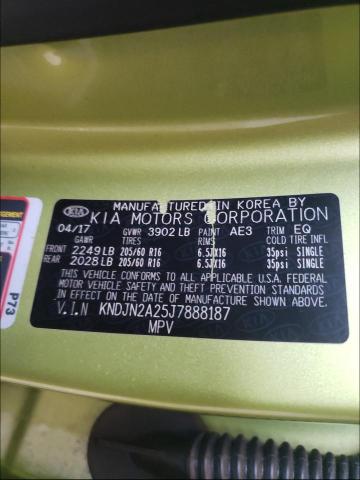 MANUFACTURED IN KOREA BY
KIA KIA MOTORS CORPORATION
04/17 GVWR 3902 LB PAINT AE3 TRIM EQ
GAWR TIRES RIMS COLD TIRE INFL
FRONT 2249 LB 205/60 R16 6.5JX16 35psi SINGLE
REAR 2028 LB 205/60 R16 6.5JX16 35psi SINGLE
THIS VEHICLE CONFORMS TO ALL APPLICABLE U.S.A FEDERAL
MOTOR VEHICLE SAFETY AND THEFT PREVENTION STANDARDS
IN EFFECT ON THE DATE OF MANUFACTURE SHOWN ABOVE.
V.I.N KNDJN2A25J7888187
MPV
P73